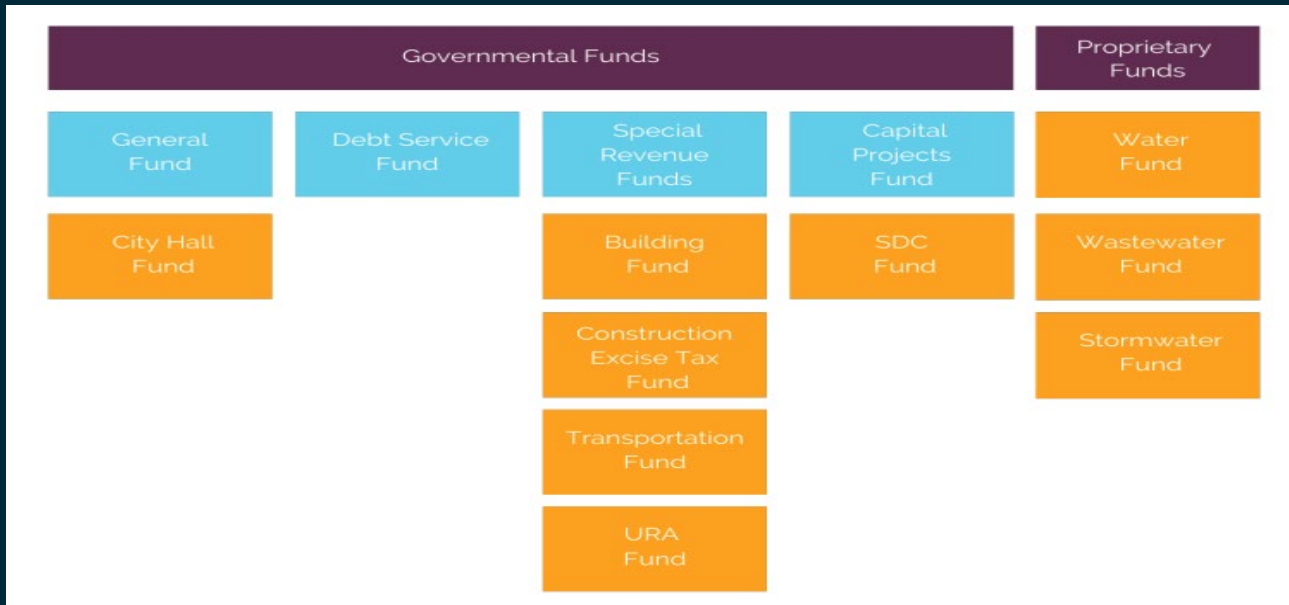 Governmental Funds
Proprietary
Funds
General
Fund
Debt Service
Fund
Special
Revenue
Funds
Capital
Projects
Fund
Water
Fund
City Hall
Fund
Building
Fund
SDC
Fund
Wastewater
Fund
Construction
Excise Tax
Fund
Stormwater
Fund
Transportation
Fund
URA
Fund